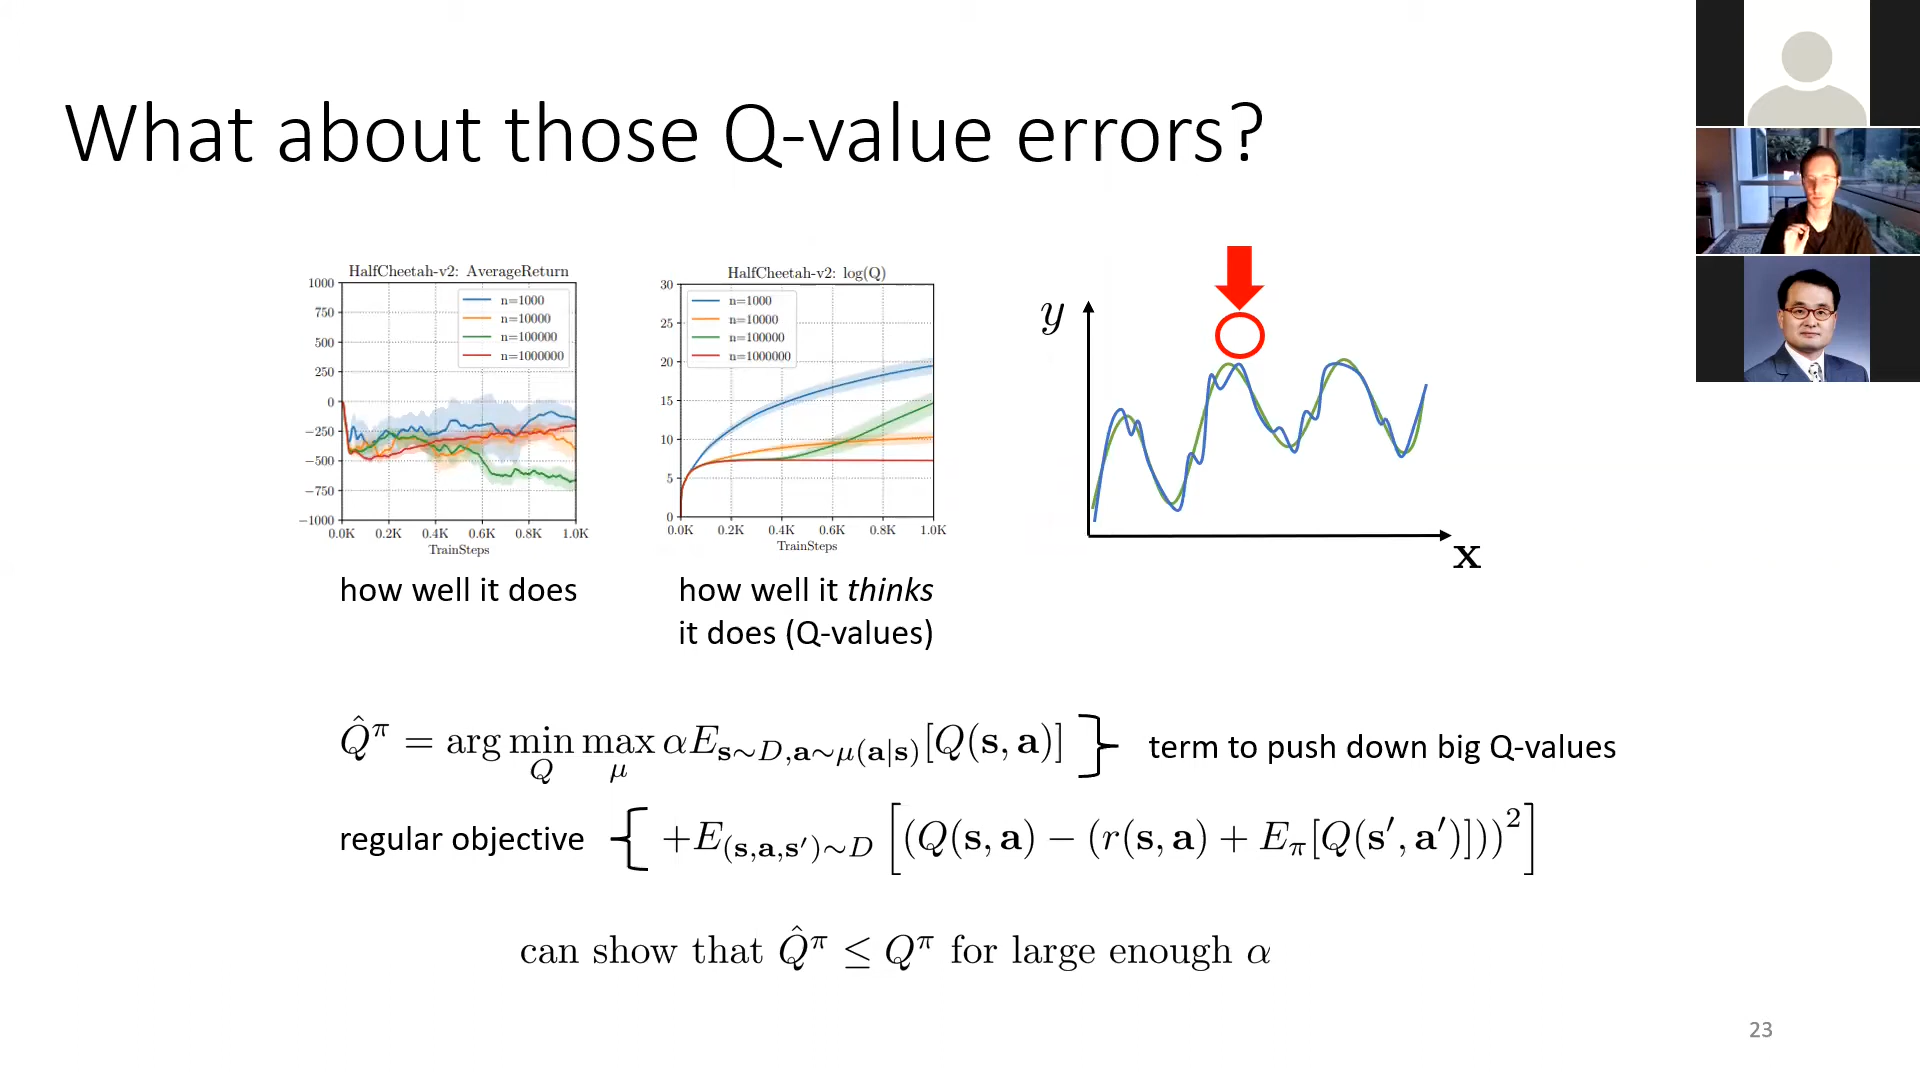 What about those Q-value errors?
HalfCheetah-v2: AverageReturn
1000
750
500
250
0
−250
−500
−750
−1000
n=1000
n=10000
n=100000
n=1000000
0.0K 0.2K 0.4K 0.6K 0.8K 1.0K
TrainSteps
how well it does
HalfCheetah-v2: log(Q)
30
25
20
15
10
5
0
n=1000
n=10000
n=100000
n=1000000
0.0K 0.2K 0.4K 0.6K 0.8K 1.0K
TrainSteps
how well it thinks
it does (Q-values)
y
x
Q̂^π = arg min_Q max_μ αE_{s∼D,a∼μ(a|s)}[Q(s, a)] } term to push down big Q-values
regular objective { +E_{(s,a,s′)∼D} [(Q(s, a) − (r(s, a) + E_π[Q(s′, a′)]))²]
can show that Q̂^π ≤ Q^π for large enough α
23